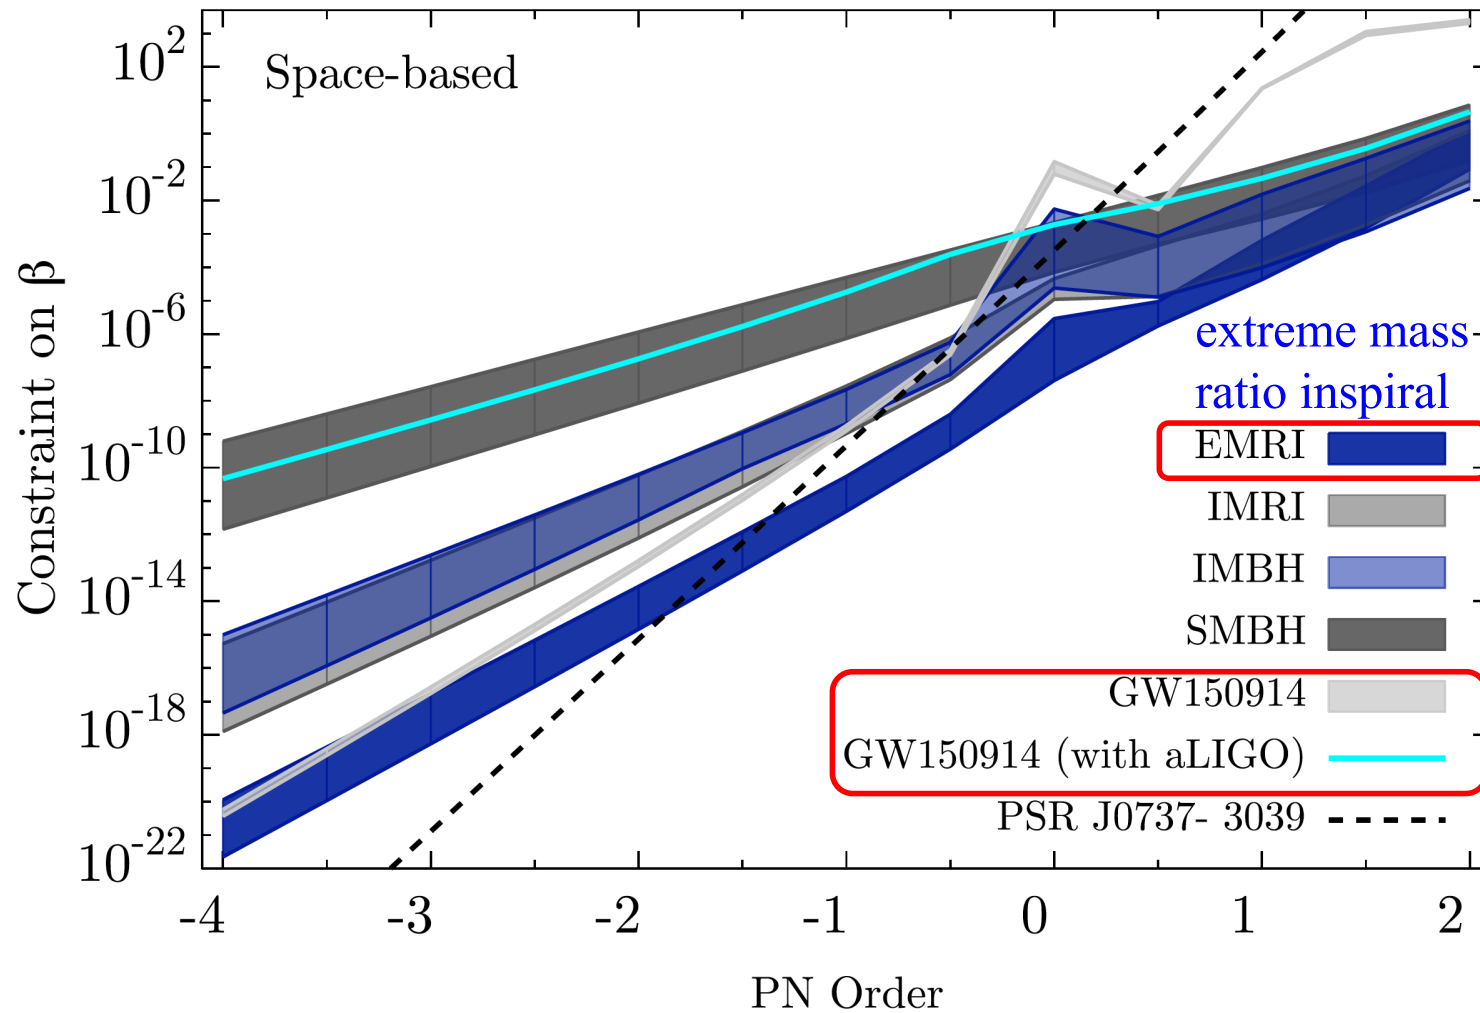 Space-based
Constraint on β
10^2
10^-2
10^-6
10^-10
10^-14
10^-18
10^-22
extreme mass
ratio inspiral
EMRI
IMRI
IMBH
SMBH
GW150914
GW150914 (with aLIGO)
PSR J0737- 3039
-4 -3 -2 -1 0 1 2
PN Order